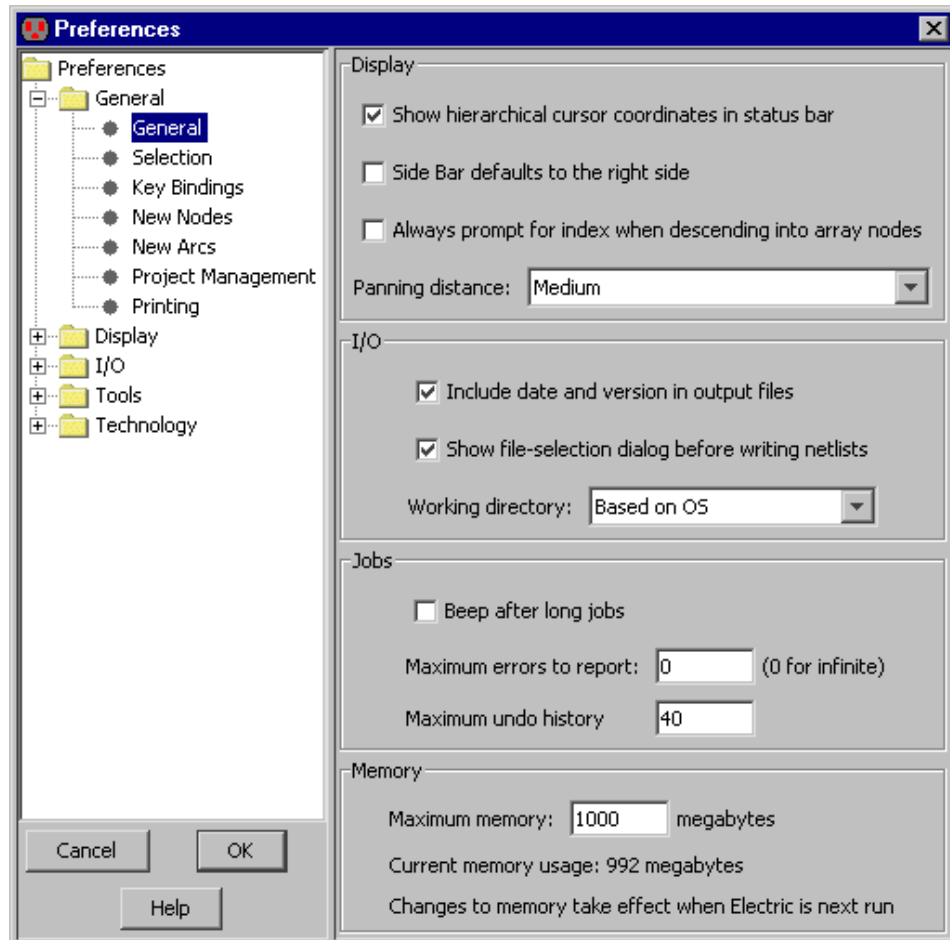 Preferences
Preferences
General
General
Selection
Key Bindings
New Nodes
New Arcs
Project Management
Printing
Display
I/O
Tools
Technology
Cancel
OK
Help
Display
Show hierarchical cursor coordinates in status bar
Side Bar defaults to the right side
Always prompt for index when descending into array nodes
Panning distance: Medium
I/O
Include date and version in output files
Show file-selection dialog before writing netlists
Working directory: Based on OS
Jobs
Beep after long jobs
Maximum errors to report: 0 (0 for infinite)
Maximum undo history 40
Memory
Maximum memory: 1000 megabytes
Current memory usage: 992 megabytes
Changes to memory take effect when Electric is next run